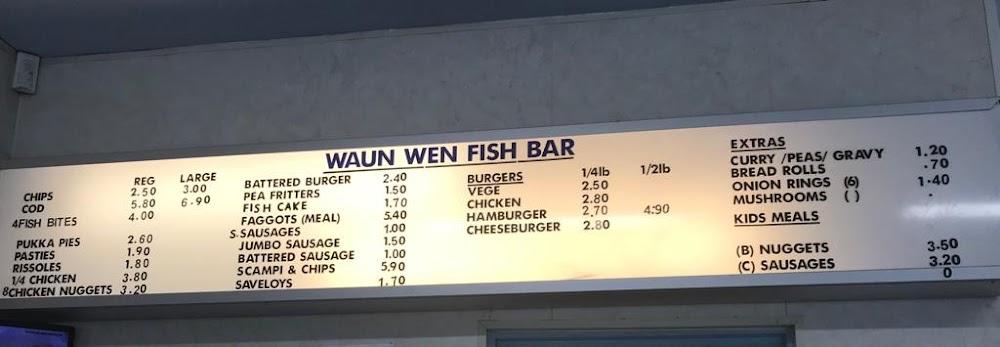 WAUN WEN FISH BAR
REG LARGE
CHIPS 2.50 3.00
COD 5.80 6.90
4FISH BITES 4.00
PUKKA PIES 2.60
PASTIES 1.90
RISSOLES 1.80
1/4 CHICKEN 3.80
8CHICKEN NUGGETS 3.20
BATTERED BURGER 2.40
PEA FRITTERS 1.50
FISH CAKE 1.70
FAGGOTS (MEAL) 5.40
S.SAUSAGES 1.00
JUMBO SAUSAGE 1.50
BATTERED SAUSAGE 1.00
SCAMPI & CHIPS 5.90
SAVELOYS 1.70
BURGERS 1/4lb 1/2lb
VEGE 2.50
CHICKEN 2.80
HAMBURGER 2.70 4.90
CHEESEBURGER 2.80
EXTRAS
CURRY /PEAS/ GRAVY 1.20
BREAD ROLLS .70
ONION RINGS (6) 1.40
MUSHROOMS ( ) .
KIDS MEALS
(B) NUGGETS 3.50
(C) SAUSAGES 3.20
0